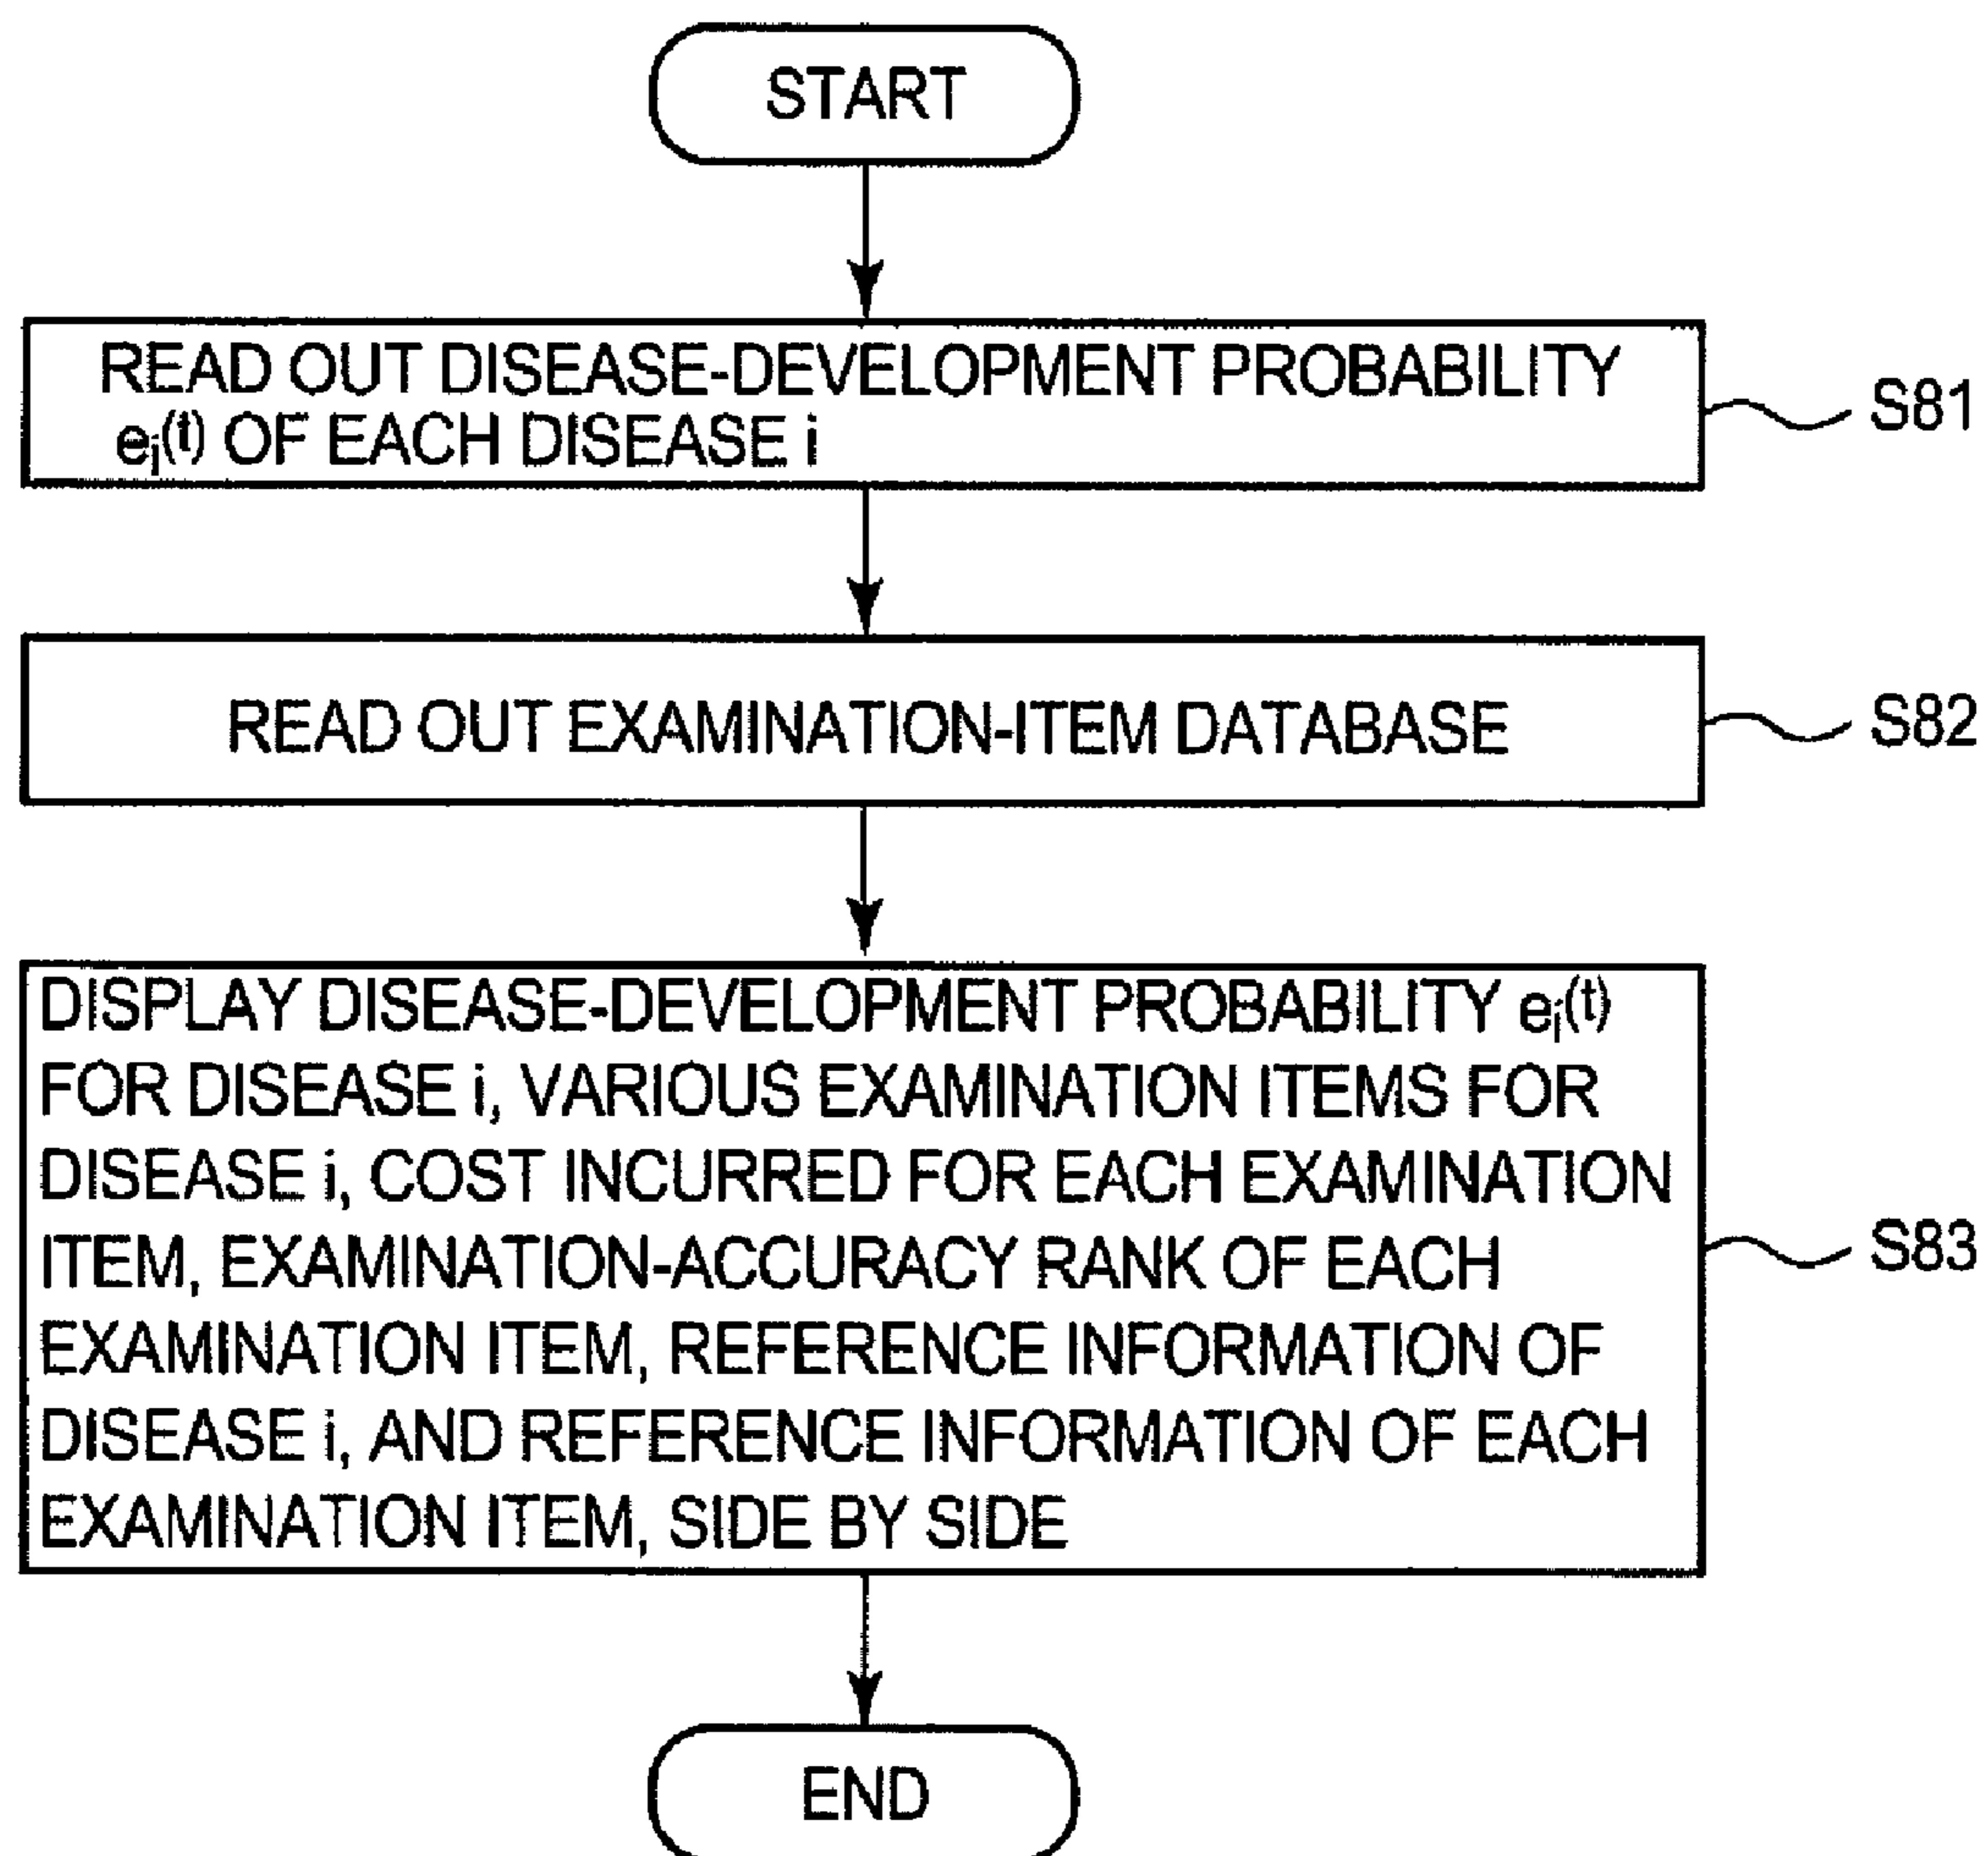 START
READ OUT DISEASE-DEVELOPMENT PROBABILITY
eᵢ(t) OF EACH DISEASE i
S81
READ OUT EXAMINATION-ITEM DATABASE
S82
DISPLAY DISEASE-DEVELOPMENT PROBABILITY eᵢ(t)
FOR DISEASE i, VARIOUS EXAMINATION ITEMS FOR
DISEASE i, COST INCURRED FOR EACH EXAMINATION
ITEM, EXAMINATION-ACCURACY RANK OF EACH
EXAMINATION ITEM, REFERENCE INFORMATION OF
DISEASE i, AND REFERENCE INFORMATION OF EACH
EXAMINATION ITEM, SIDE BY SIDE
S83
END